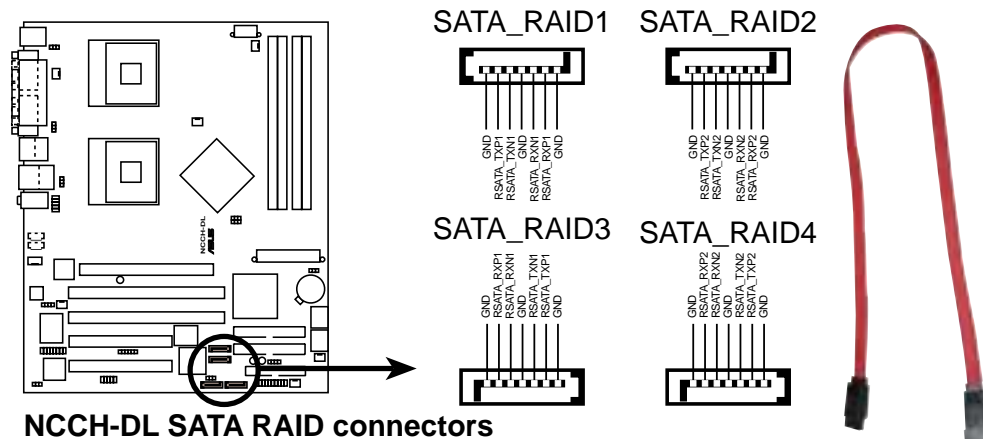 SATA_RAID1
SATA_RAID2
GND
RSATA_TXP1
RSATA_TXN1
GND
RSATA_RXN1
RSATA_RXP1
GND
GND
RSATA_TXP2
RSATA_TXN2
GND
RSATA_RXN2
RSATA_RXP2
GND
NCCH-DL
ASUS
SATA_RAID3
SATA_RAID4
GND
RSATA_RXP1
RSATA_RXN1
GND
RSATA_TXN1
RSATA_TXP1
GND
GND
RSATA_RXP2
RSATA_RXN2
GND
RSATA_TXN2
RSATA_TXP2
GND
NCCH-DL SATA RAID connectors